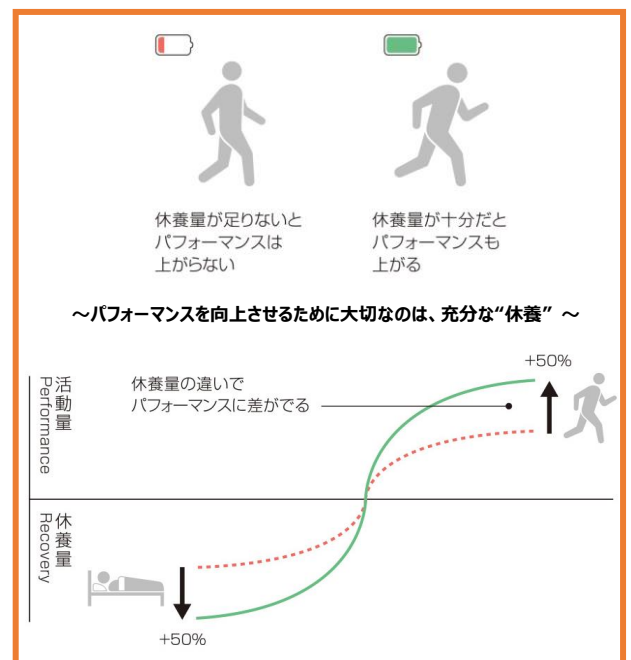 休養量が足りないと
パフォーマンスは
上がらない
休養量が十分だと
パフォーマンスも
上がる
～パフォーマンスを向上させるために大切なのは、充分な“休養” ～
+50%
活動量
Performance
休養量の違いで
パフォーマンスに差がでる
休養量
Recovery
+50%